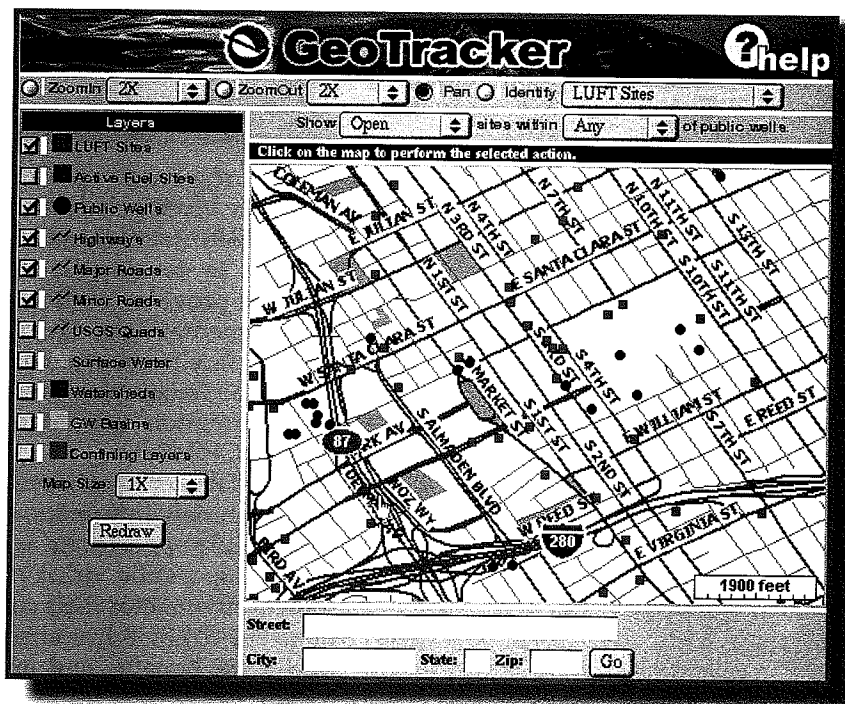 GeoTracker ?help
ZoomIn 2X ZoomOut 2X Pan Identify LUFT Sites
Layers
Show Open sites within Any of public wells
Click on the map to perform the selected action.
LUFT Sites
Active Fuel Sites
Public Wells
Highways
Major Roads
Minor Roads
USGS Quads
Surface Water
Watersheds
GW Basins
Confining Layers
Map Size 1X
Redraw
COLEMAN AV
E JULIAN ST
N 3RD ST
N 4TH ST
N 7TH ST
N 10TH ST
N 11TH ST
S 12TH ST
W JULIAN ST
N 1ST ST
E SANTA CLARA ST
S 10TH ST
S 11TH ST
W SANTA CLARA ST
S 4TH ST
MARKET ST
S 1ST ST
E WILLIAM ST
E REED ST
S 7TH ST
87
S ALMADEN BLVD
S 2ND ST
W REED ST
280
E VIRGINIA ST
BIRD AV
1900 feet
Street:
City: State: Zip: Go